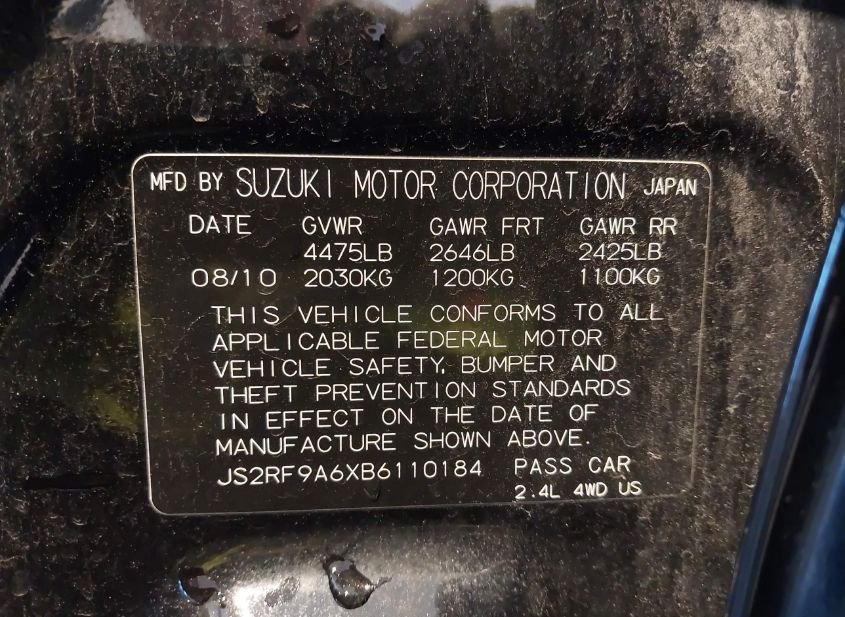 MFD BY SUZUKI MOTOR CORPORATION JAPAN
DATE GVWR GAWR FRT GAWR RR
4475LB 2646LB 2425LB
08/10 2030KG 1200KG 1100KG
THIS VEHICLE CONFORMS TO ALL
APPLICABLE FEDERAL MOTOR
VEHICLE SAFETY, BUMPER AND
THEFT PREVENTION STANDARDS
IN EFFECT ON THE DATE OF
MANUFACTURE SHOWN ABOVE.
JS2RF9A6XB6110184 PASS CAR
2.4L 4WD US